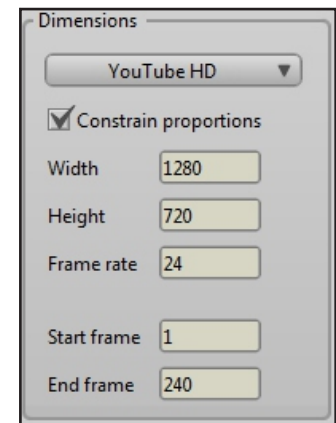 Dimensions
YouTube HD
Constrain proportions
Width 1280
Height 720
Frame rate 24
Start frame 1
End frame 240